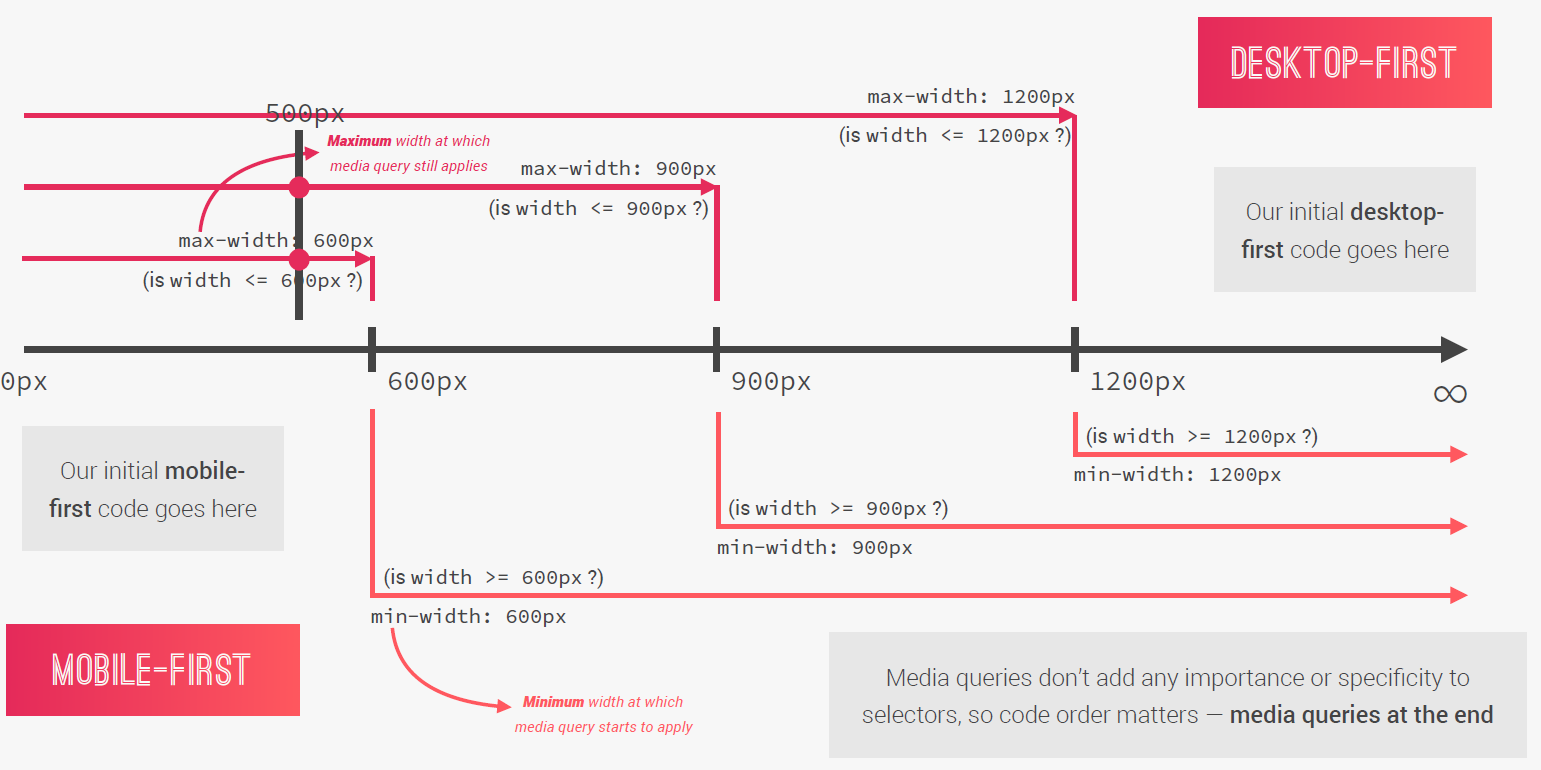 DESKTOP-FIRST
max-width: 1200px
500px
(is width <= 1200px ?)
Maximum width at which
media query still applies
max-width: 900px
(is width <= 900px ?)
Our initial desktop-
first code goes here
max-width: 600px
(is width <= 600px ?)
0px
600px
900px
1200px
∞
Our initial mobile-
first code goes here
(is width >= 1200px ?)
min-width: 1200px
(is width >= 900px ?)
min-width: 900px
(is width >= 600px ?)
min-width: 600px
MOBILE-FIRST
Minimum width at which
media query starts to apply
Media queries don’t add any importance or specificity to
selectors, so code order matters — media queries at the end